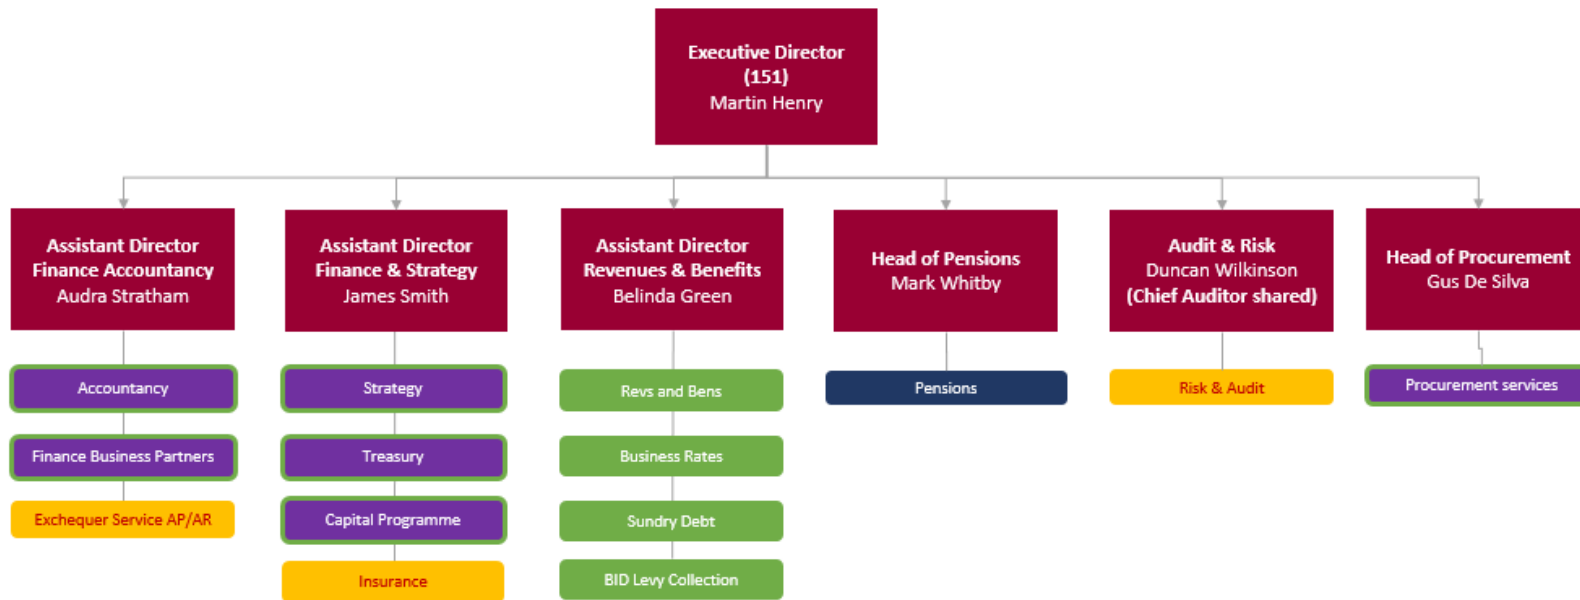 Executive Director
(151)
Martin Henry
Assistant Director
Finance Accountancy
Audra Stratham
Assistant Director
Finance & Strategy
James Smith
Assistant Director
Revenues & Benefits
Belinda Green
Head of Pensions
Mark Whitby
Audit & Risk
Duncan Wilkinson
(Chief Auditor shared)
Head of Procurement
Gus De Silva
Accountancy
Finance Business Partners
Exchequer Service AP/AR
Strategy
Treasury
Capital Programme
Insurance
Revs and Bens
Business Rates
Sundry Debt
BID Levy Collection
Pensions
Risk & Audit
Procurement services